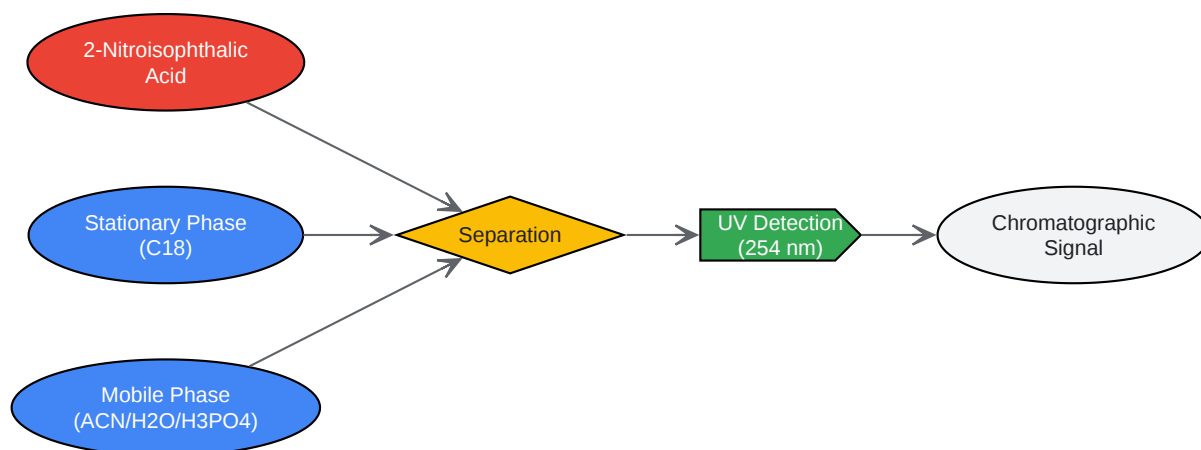 2-Nitroisophthalic
Acid
Stationary Phase
(C18)
Mobile Phase
(ACN/H2O/H3PO4)
Separation
UV Detection
(254 nm)
Chromatographic
Signal